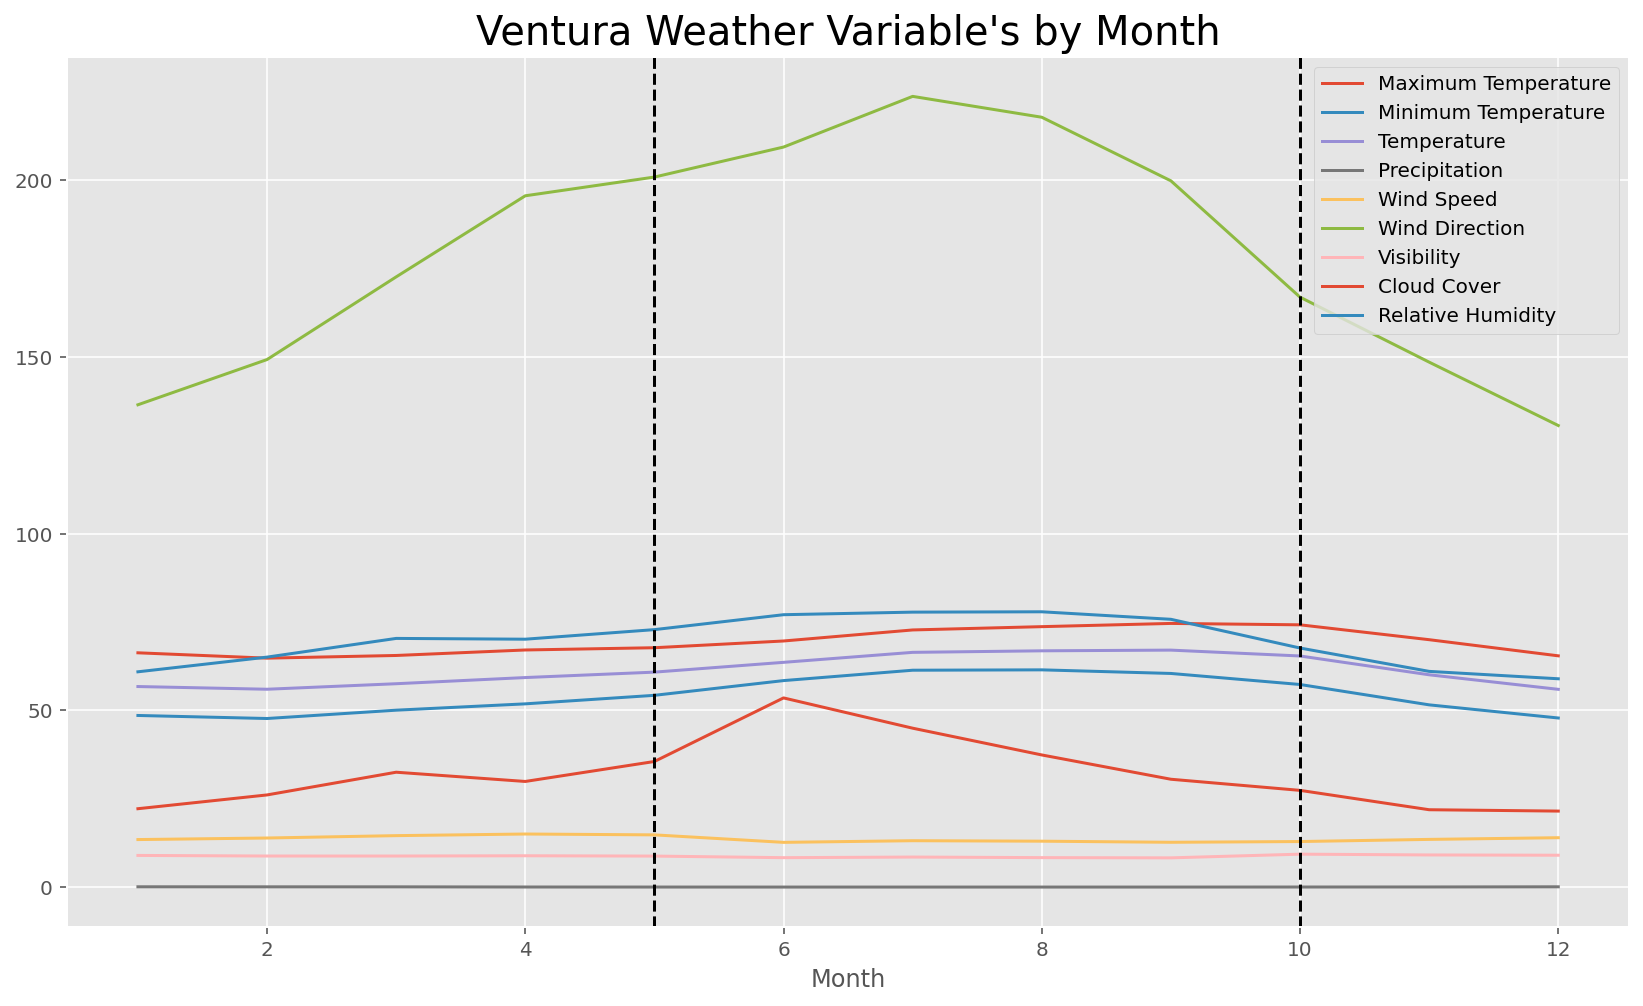 Ventura Weather Variable's by Month
Maximum Temperature
Minimum Temperature
Temperature
Precipitation
Wind Speed
Wind Direction
Visibility
Cloud Cover
Relative Humidity
200
150
100
50
0
2 4 6 8 10 12
Month